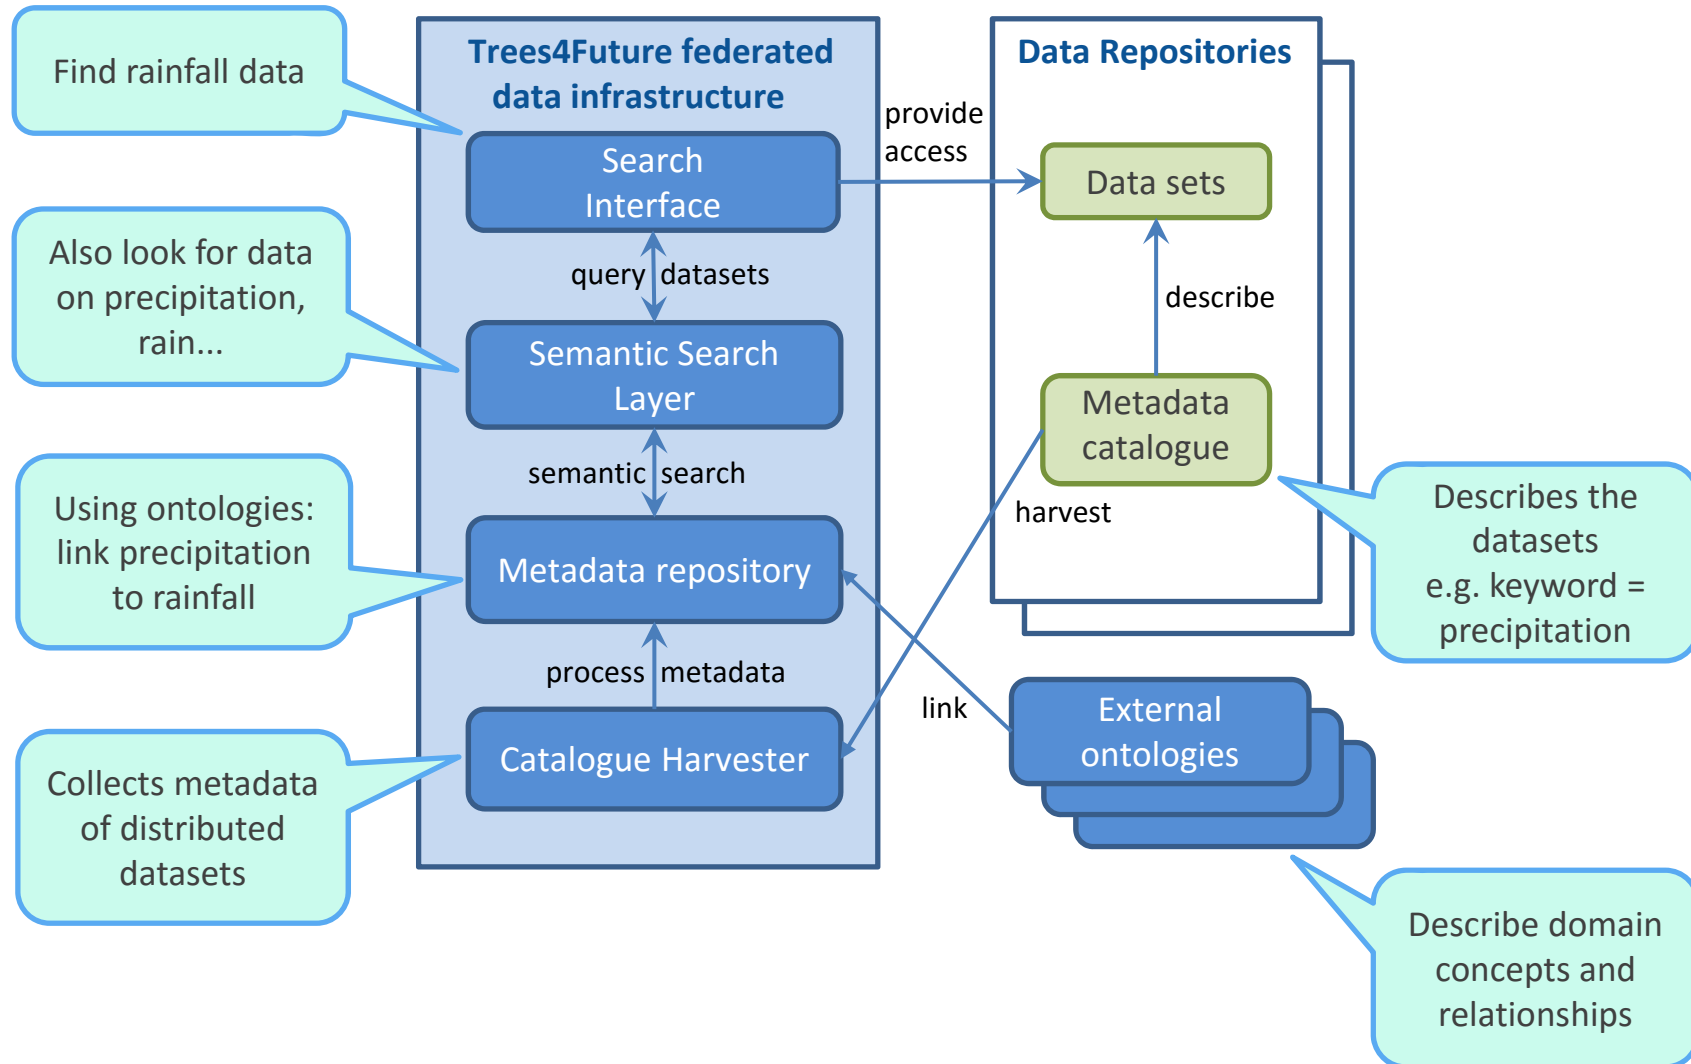 Find rainfall data
Also look for data
on precipitation,
rain...
Using ontologies:
link precipitation
to rainfall
Collects metadata
of distributed
datasets
Trees4Future federated
data infrastructure
Search
Interface
query datasets
Semantic Search
Layer
semantic search
Metadata repository
process metadata
Catalogue Harvester
provide
access
harvest
link
Data Repositories
Data sets
describe
Metadata
catalogue
External
ontologies
Describes the
datasets
e.g. keyword =
precipitation
Describe domain
concepts and
relationships